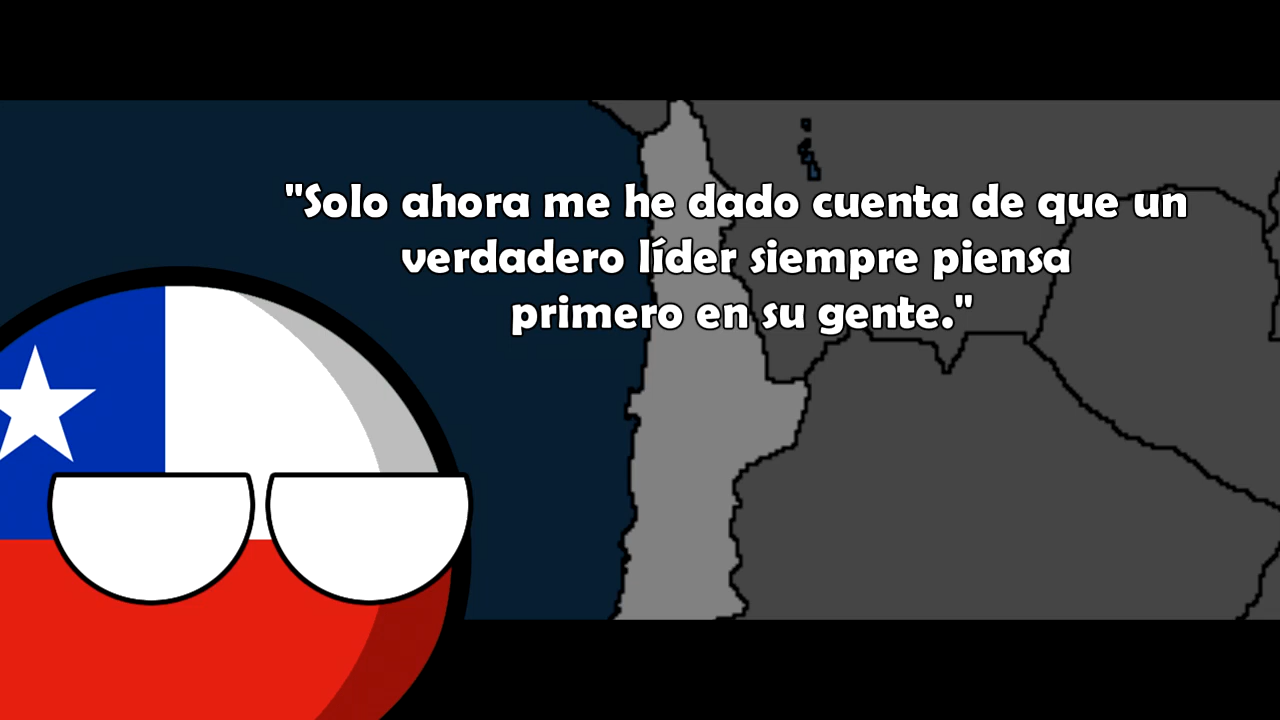 "Solo ahora me he dado cuenta de que un
verdadero líder siempre piensa
primero en su gente."